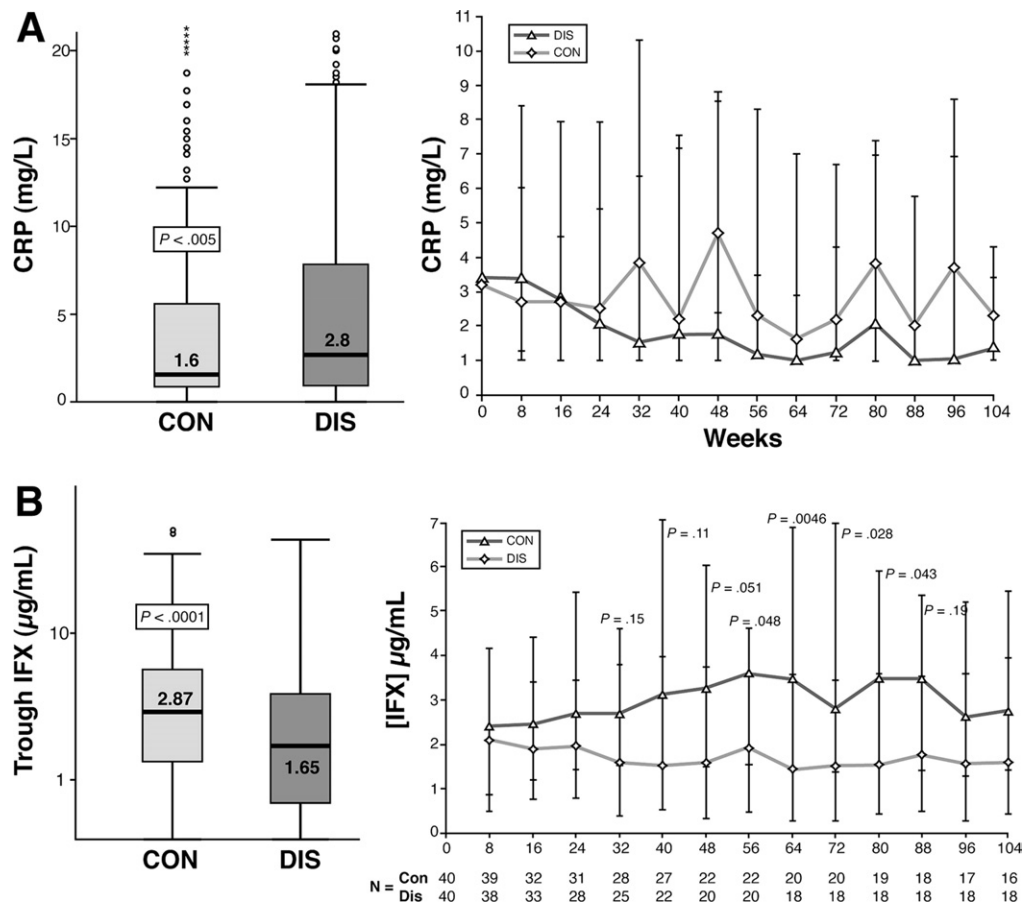 A
CRP (mg/L)
20
15
10
5
0
*****
P < .005
1.6
2.8
CON
DIS
CRP (mg/L)
11
10
9
8
7
6
5
4
3
2
1
0
DIS
CON
0 8 16 24 32 40 48 56 64 72 80 88 96 104
Weeks
B
Trough IFX (µg/mL)
10
1
P < .0001
2.87
1.65
CON
DIS
[IFX] µg/mL
7
6
5
4
3
2
1
0
CON
DIS
P = .15
P = .11
P = .051
P = .048
P = .0046
P = .028
P = .043
P = .19
0 8 16 24 32 40 48 56 64 72 80 88 96 104
N = Con 40 39 32 31 28 27 22 22 20 20 19 18 17 16
Dis 40 38 33 28 25 22 20 20 18 18 18 18 18 18